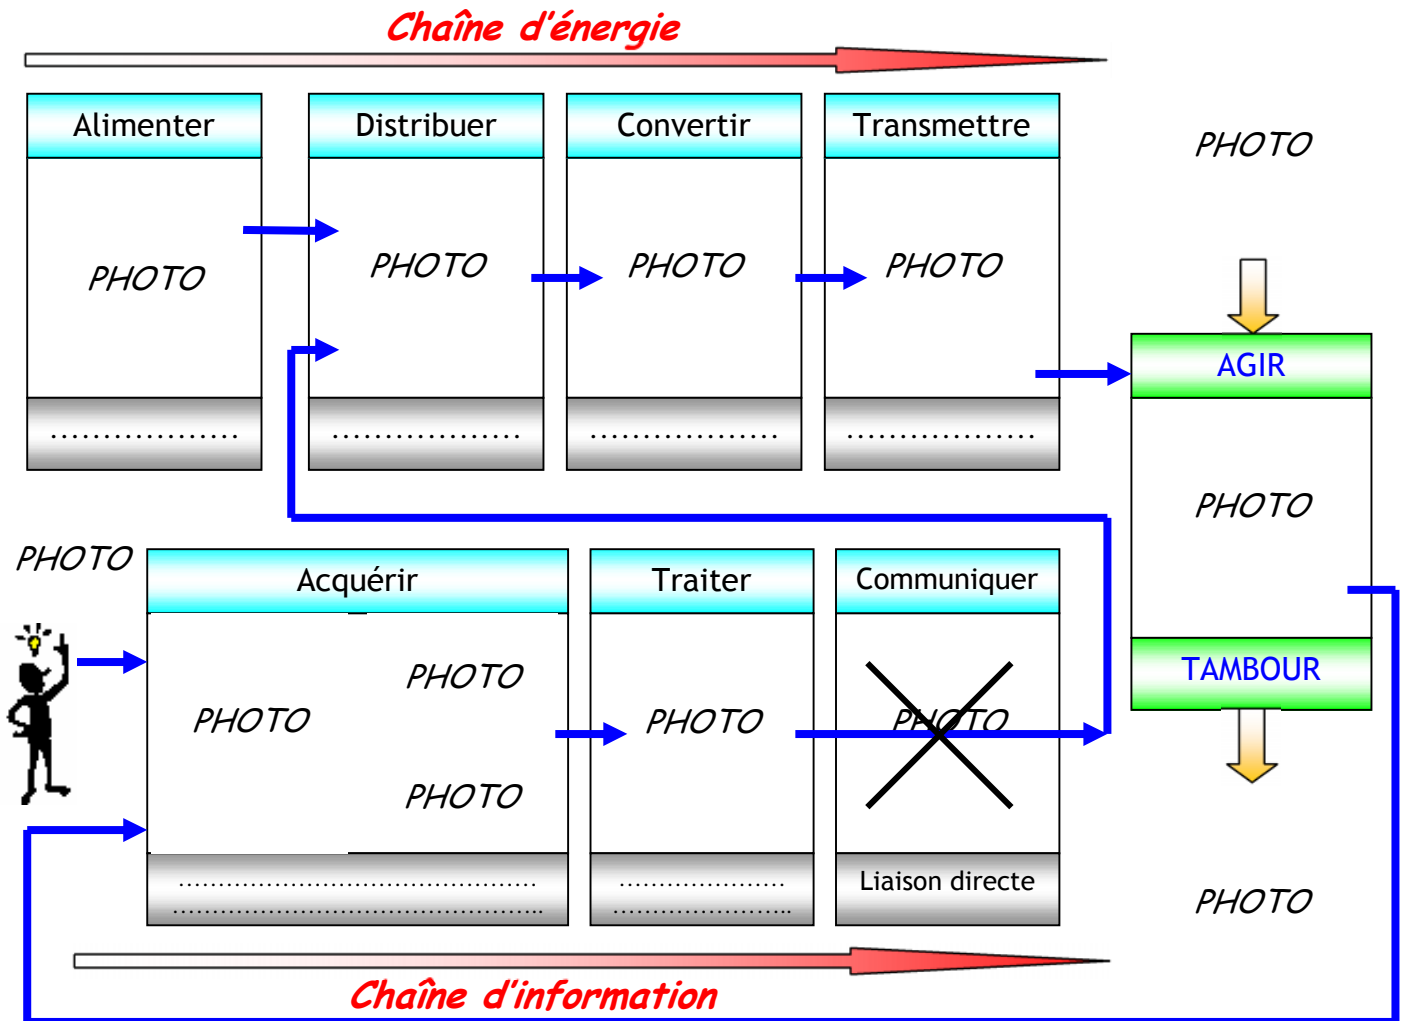 Chaîne d'énergie
Alimenter
Distribuer
Convertir
Transmettre
PHOTO
PHOTO
PHOTO
PHOTO
PHOTO
AGIR
..................
..................
..................
..................
PHOTO
PHOTO
Acquérir
Traiter
Communiquer
TAMBOUR
PHOTO
PHOTO
PHOTO
PHOTO
PHOTO
Liaison directe
.............................................
...............................................
.....................
.......................
PHOTO
Chaîne d'information